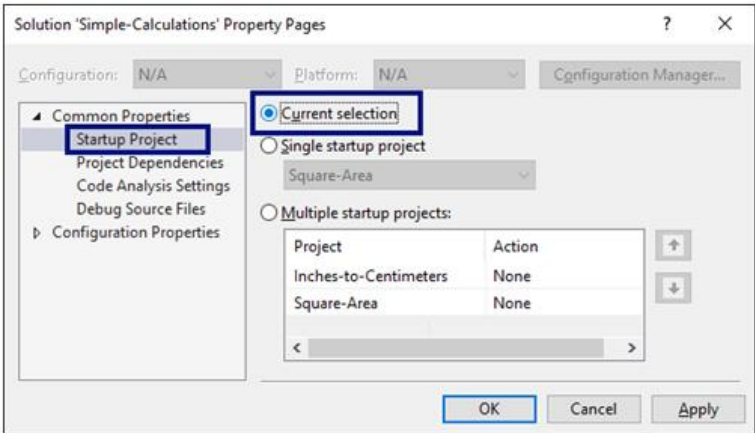 Solution 'Simple-Calculations' Property Pages ? ×
Configuration: N/A Platform: N/A Configuration Manager...
Common Properties
Startup Project
Project Dependencies
Code Analysis Settings
Debug Source Files
Configuration Properties
Current selection
Single startup project
Square-Area
Multiple startup projects:
Project Action
Inches-to-Centimeters None
Square-Area None
OK Cancel Apply